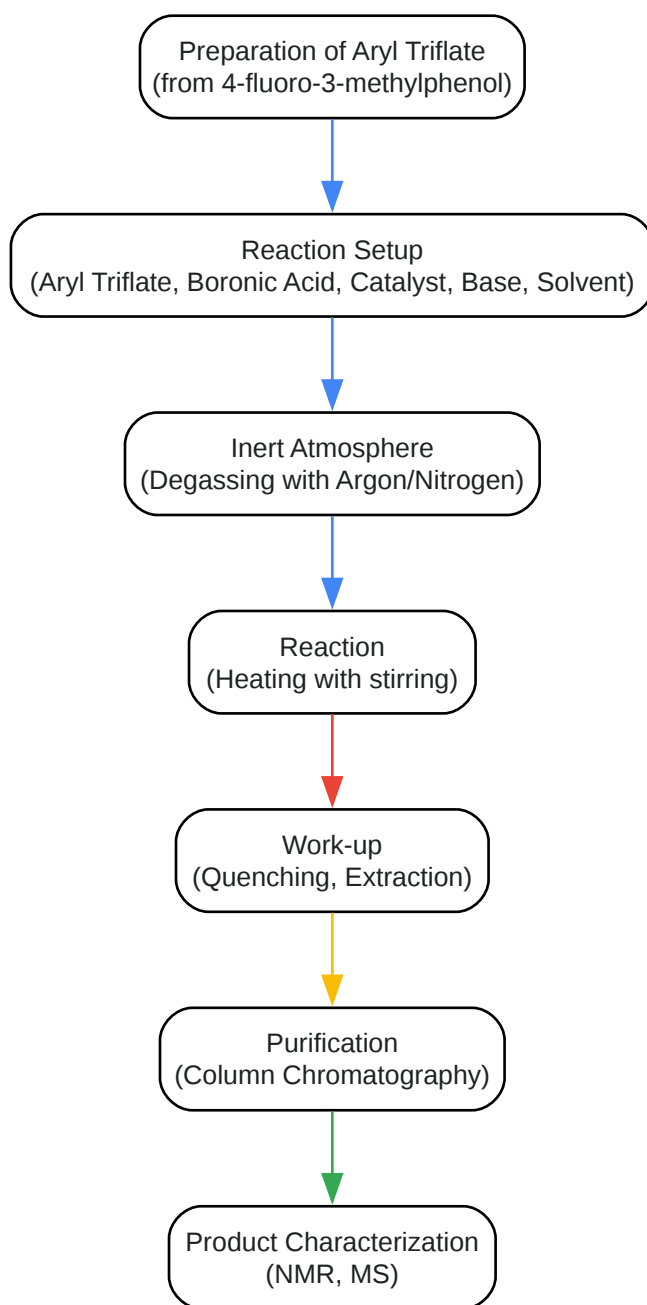 Preparation of Aryl Triflate
(from 4-fluoro-3-methylphenol)
Reaction Setup
(Aryl Triflate, Boronic Acid, Catalyst, Base, Solvent)
Inert Atmosphere
(Degassing with Argon/Nitrogen)
Reaction
(Heating with stirring)
Work-up
(Quenching, Extraction)
Purification
(Column Chromatography)
Product Characterization
(NMR, MS)